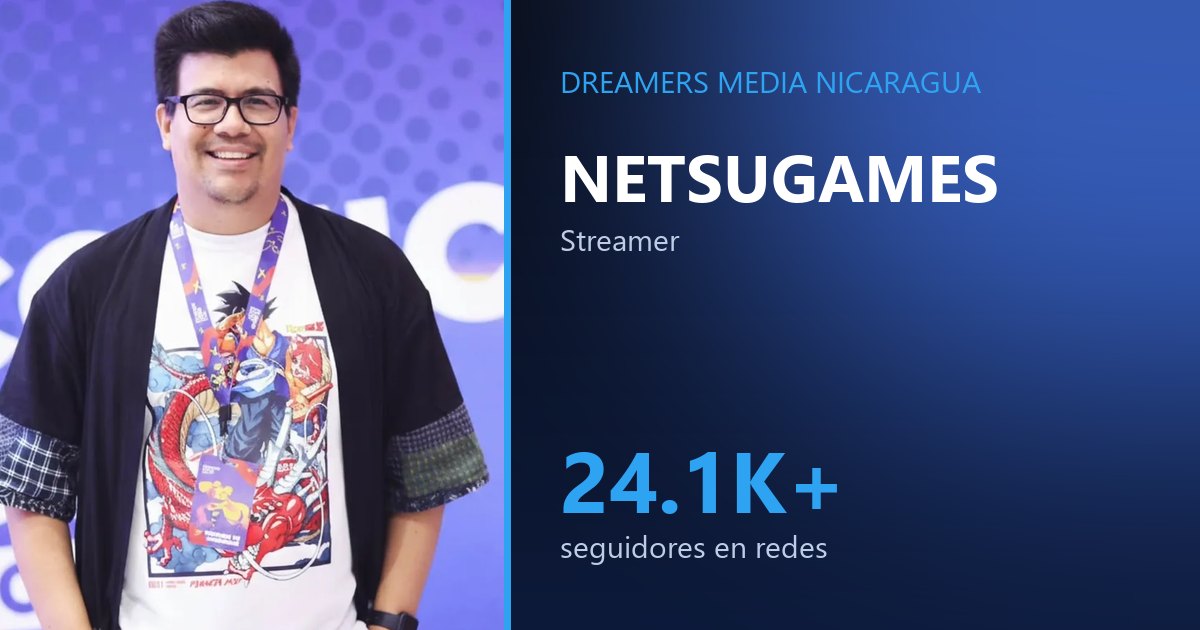 DREAMERS MEDIA NICARAGUA
NETSUGAMES
Streamer
24.1K+
seguidores en redes